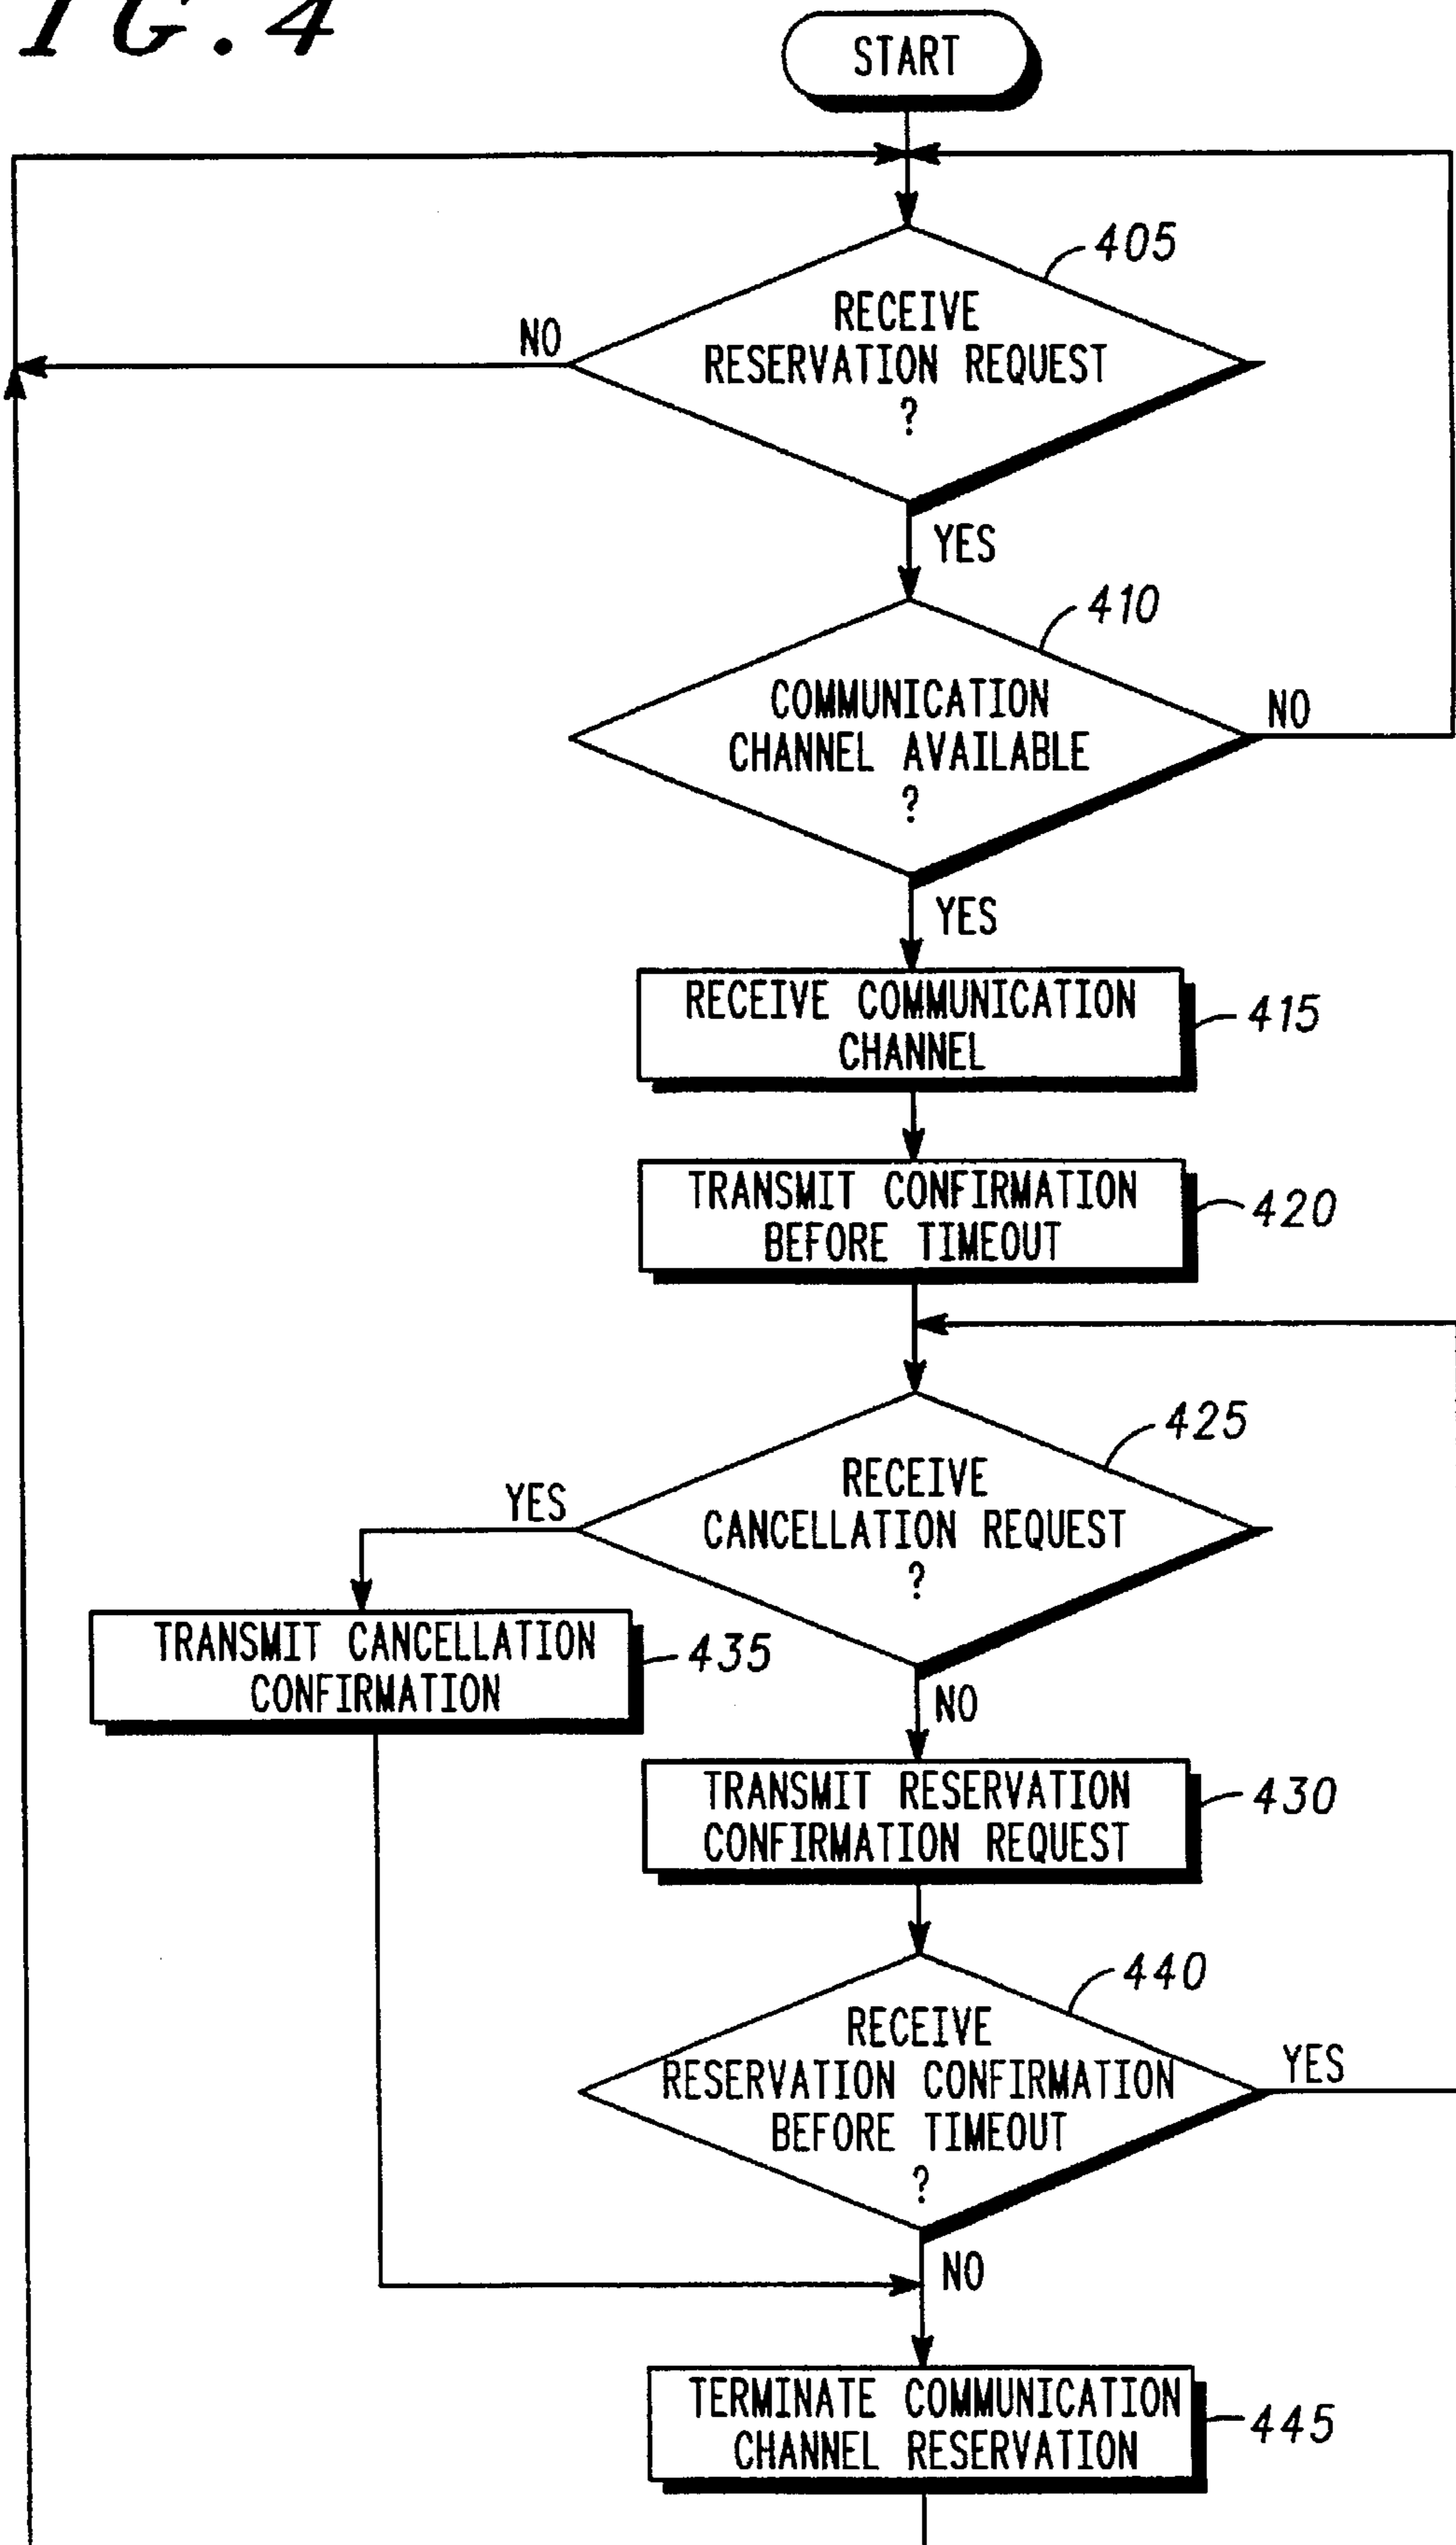 IG. 4
START
405
RECEIVE
RESERVATION REQUEST
?
NO
YES
410
COMMUNICATION
CHANNEL AVAILABLE
?
NO
YES
RECEIVE COMMUNICATION
CHANNEL
415
TRANSMIT CONFIRMATION
BEFORE TIMEOUT
420
425
RECEIVE
CANCELLATION REQUEST
?
YES
NO
TRANSMIT CANCELLATION
CONFIRMATION
435
TRANSMIT RESERVATION
CONFIRMATION REQUEST
430
440
RECEIVE
RESERVATION CONFIRMATION
BEFORE TIMEOUT
?
YES
NO
TERMINATE COMMUNICATION
CHANNEL RESERVATION
445